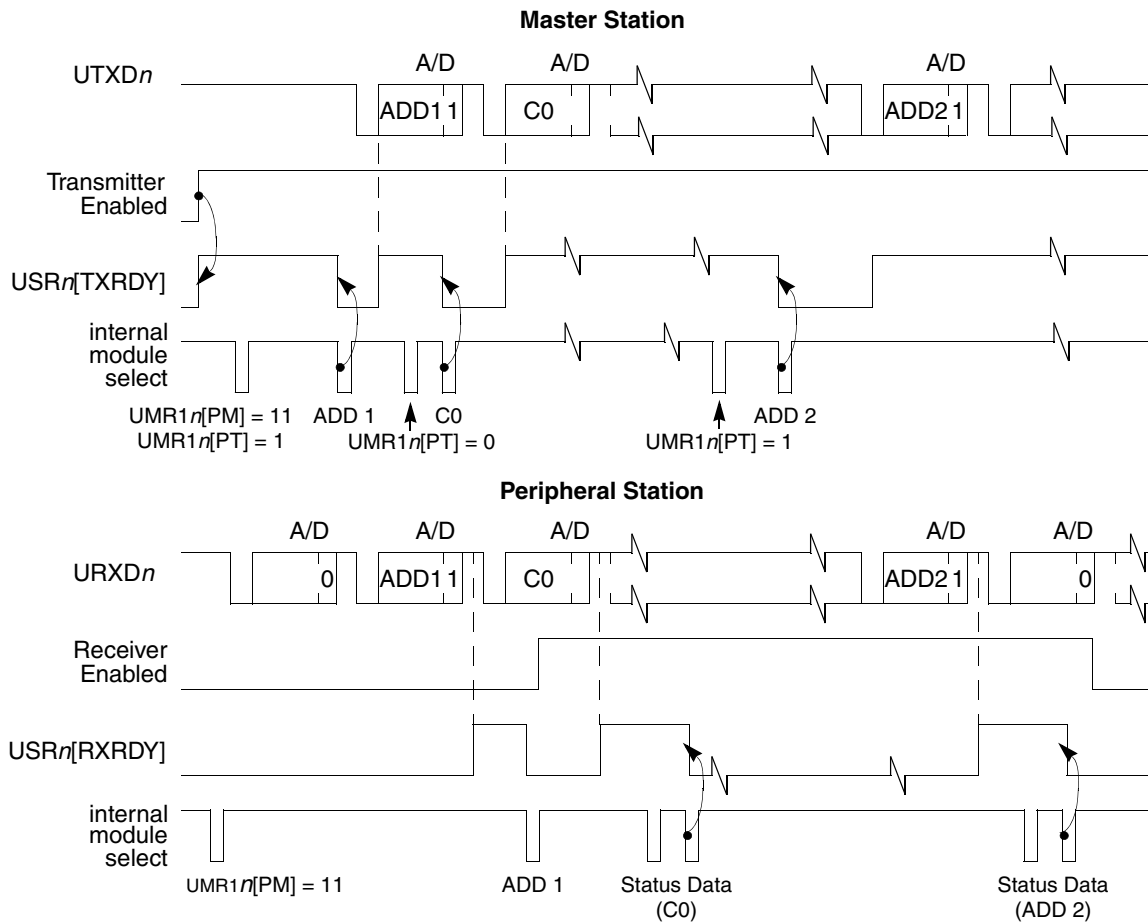 Master Station
A/D A/D A/D
UTXDn
ADD1 1 C0 ADD2 1
Transmitter
Enabled
USRn[TXRDY]
internal
module
select
UMR1n[PM] = 11 ADD 1 C0 ADD 2
UMR1n[PT] = 1 UMR1n[PT] = 0 UMR1n[PT] = 1
Peripheral Station
A/D A/D A/D A/D A/D
URXDn
0 ADD1 1 C0 ADD2 1 0
Receiver
Enabled
USRn[RXRDY]
internal
module
select
UMR1n[PM] = 11 ADD 1 Status Data Status Data
(C0) (ADD 2)